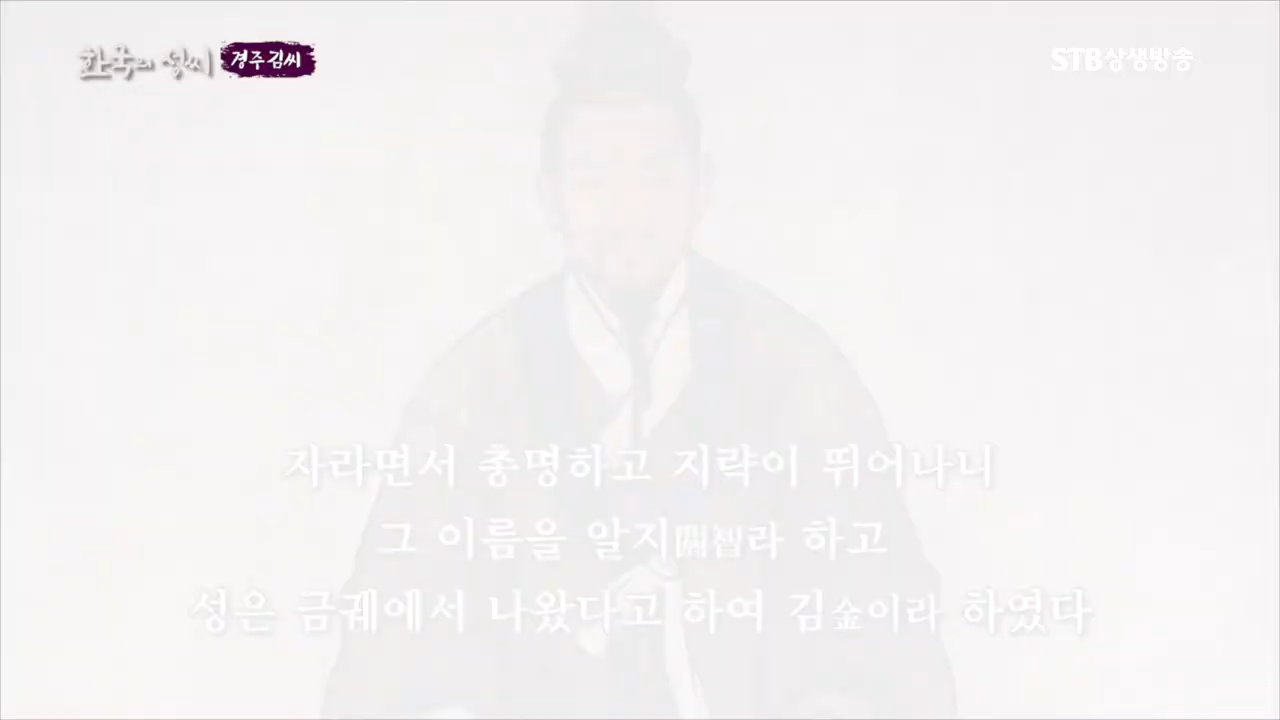 한국의 성씨 경주 김씨
STB상생방송
자라면서 총명하고 지략이 뛰어나니
그 이름을 알지閼智라 하고
성은 금궤에서 나왔다고 하여 김金이라 하였다